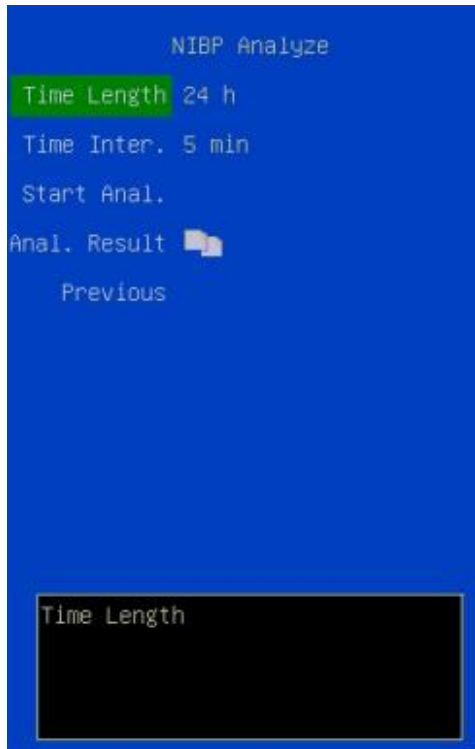 NIBP Analyze
Time Length 24 h
Time Inter. 5 min
Start Anal.
Anal. Result
Previous
Time Length